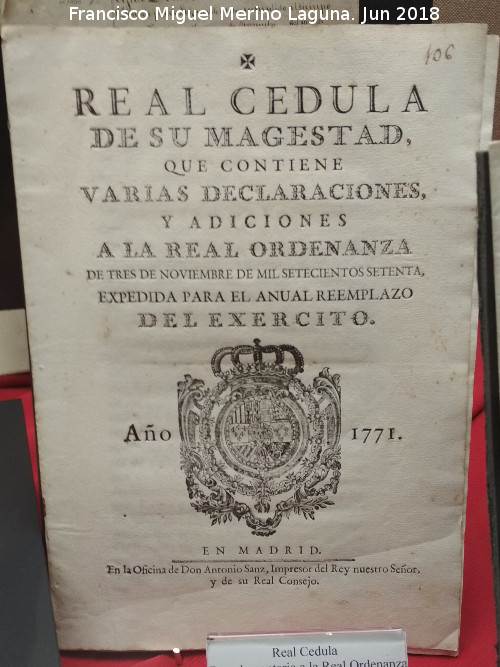 Francisco Miguel Merino Laguna. Jun 2018
106
REAL CEDULA
DE SU MAGESTAD,
QUE CONTIENE
VARIAS DECLARACIONES,
Y ADICIONES
A LA REAL ORDENANZA
DE TRES DE NOVIEMBRE DE MIL SETECIENTOS SETENTA,
EXPEDIDA PARA EL ANUAL REEMPLAZO
DEL EXERCITO.
Año 1771.
EN MADRID.
En la Oficina de Don Antonio Sanz, Impresor del Rey nuestro Señor,
y de su Real Consejo.
Real Cedula
a la Real Ordenanza